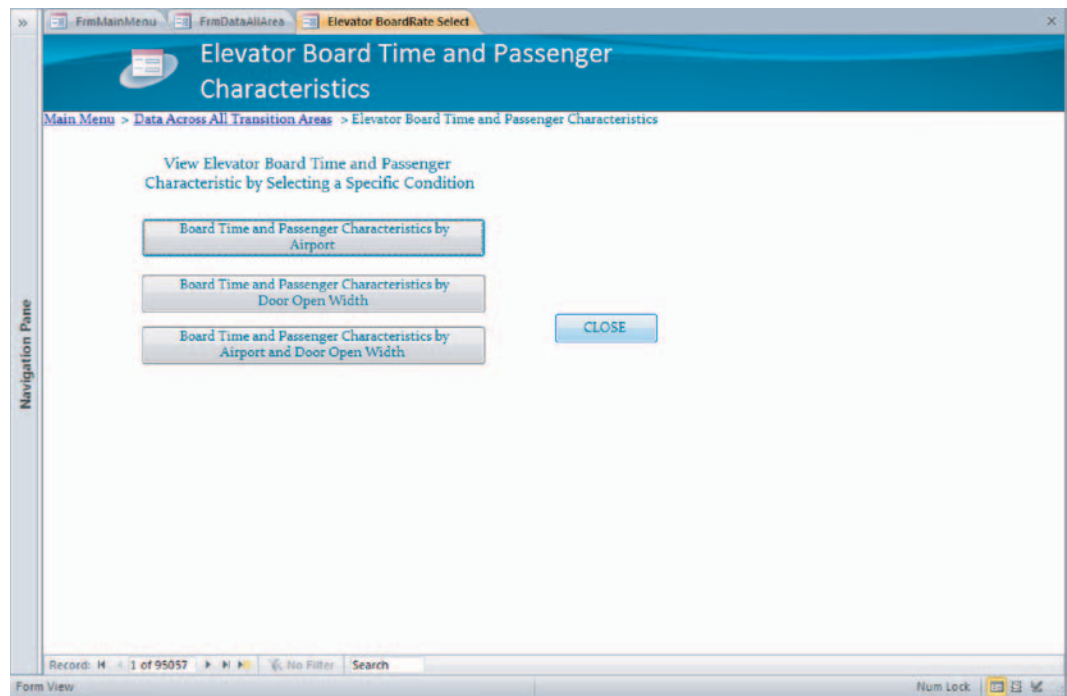 »
FrmMainMenu
FrmDataAllArea
Elevator BoardRate Select
×
Elevator Board Time and Passenger
Characteristics
Main Menu > Data Across All Transition Areas > Elevator Board Time and Passenger Characteristics
View Elevator Board Time and Passenger
Characteristic by Selecting a Specific Condition
Board Time and Passenger Characteristics by
Airport
Board Time and Passenger Characteristics by
Door Open Width
Board Time and Passenger Characteristics by
Airport and Door Open Width
CLOSE
Navigation Pane
Record: 1 of 95057 No Filter Search
Form View
Num Lock